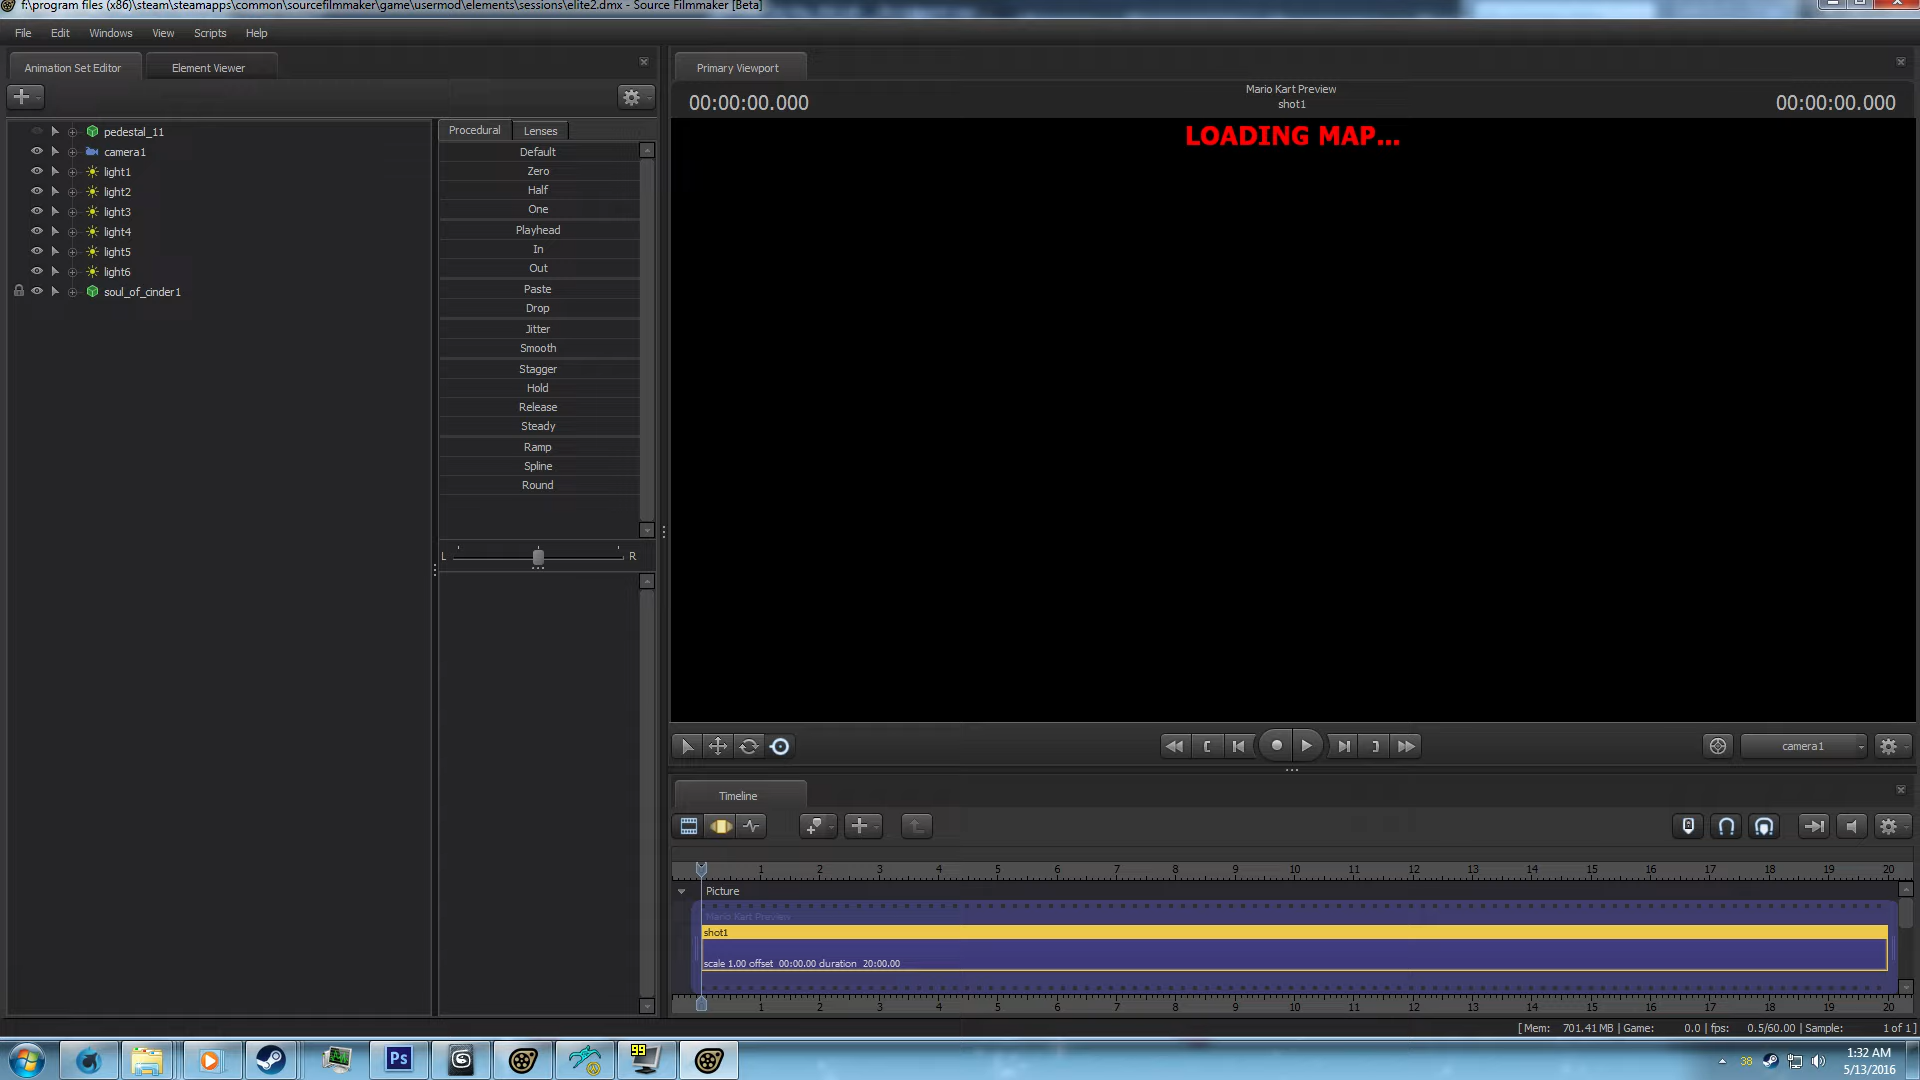 f:\program files (x86)\steam\steamapps\common\sourcefilmmaker\game\usermod\elements\sessions\elite2.dmx - Source Filmmaker [Beta]
File Edit Windows View Scripts Help
Animation Set Editor Element Viewer
pedestal_11
camera1
light1
light2
light3
light4
light5
light6
soul_of_cinder1
Procedural Lenses
Default
Zero
Half
One
Playhead
In
Out
Paste
Drop
Jitter
Smooth
Stagger
Hold
Release
Steady
Ramp
Spline
Round
L R
Primary Viewport
Mario Kart Preview
00:00:00.000 shot1 00:00:00.000
LOADING MAP...
camera1
Timeline
1 2 3 4 5 6 7 8 9 10 11 12 13 14 15 16 17 18 19 20
Picture
Mario Kart Preview
shot1
scale 1.00 offset 00:00.00 duration 20:00.00
1 2 3 4 5 6 7 8 9 10 11 12 13 14 15 16 17 18 19 20
[ Mem: 701.41 MB | Game: 0.0 | fps: 0.5/60.00 | Sample: 1 of 1 ]
Ps
99
38
1:32 AM
5/13/2016